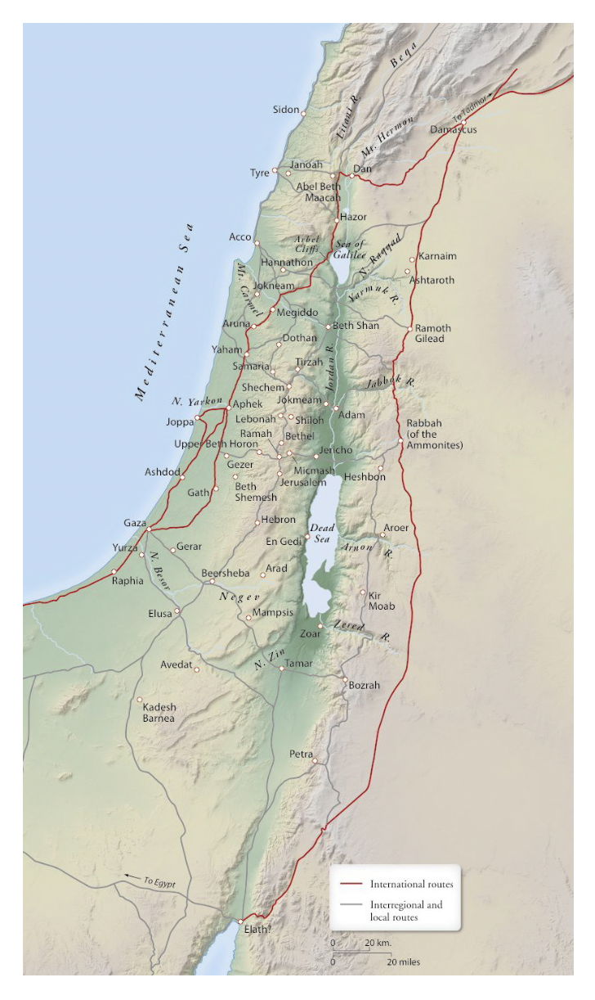 Beqa
Litani R.
Sidon
To Tadmor
Mt. Hermon
Damascus
Janoah
Dan
Tyre
Abel Beth
Maacah
Hazor
Mediterranean Sea
Acco
Arbel
Cliffs
Sea of
Galilee
N. Raqqad
Hannathon
Karnaim
Ashtaroth
Mt. Carmel
Jokneam
Yarmuk R.
Megiddo
Aruna
Beth Shan
Ramoth
Gilead
Dothan
Yaham
Jordan R.
Samaria
Tirzah
Shechem
Jabbok R.
N. Yarkon
Aphek
Jokmeam
Adam
Joppa
Lebonah
Shiloh
Rabbah
(of the
Ammonites)
Ramah
Bethel
Upper Beth Horon
Jericho
Gezer
Ashdod
Micmash
Jerusalem
Heshbon
Beth
Shemesh
Gath
Gaza
Hebron
Dead
Sea
Aroer
En Gedi
Arnon R.
Yurza
Gerar
N. Besor
Raphia
Beersheba
Arad
Negev
Kir
Moab
Elusa
Mampsis
Zoar
Zered R.
N. Zin
Avedat
Tamar
Bozrah
Kadesh
Barnea
Petra
To Egypt
Elath?
International routes
Interregional and
local routes
0 20 km.
0 20 miles